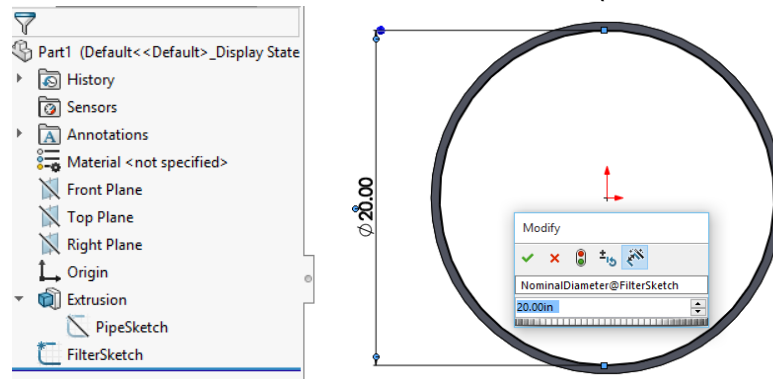 Part1 (Default<<Default>_Display State
History
Sensors
A Annotations
Material <not specified>
Front Plane
Top Plane
Right Plane
Origin
Extrusion
PipeSketch
FilterSketch
⌀20.00
Modify
NominalDiameter@FilterSketch
20.00in